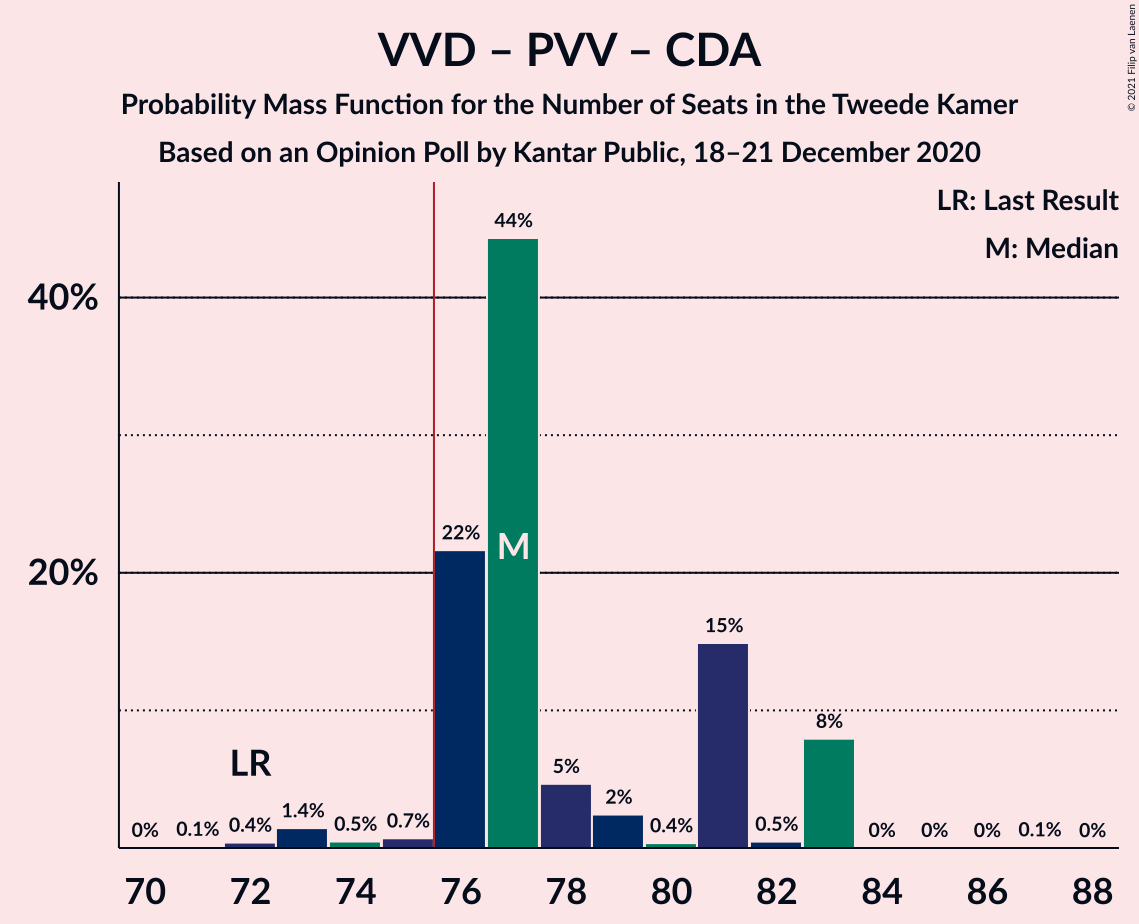 © 2021 Filip van Laenen
VVD – PVV – CDA
Probability Mass Function for the Number of Seats in the Tweede Kamer
Based on an Opinion Poll by Kantar Public, 18–21 December 2020
LR: Last Result
M: Median
40%
20%
0%
0.1%
0.4%
1.4%
0.5%
0.7%
22%
44%
5%
2%
0.4%
15%
0.5%
8%
0%
0%
0%
0.1%
0%
LR
M
70 72 74 76 78 80 82 84 86 88